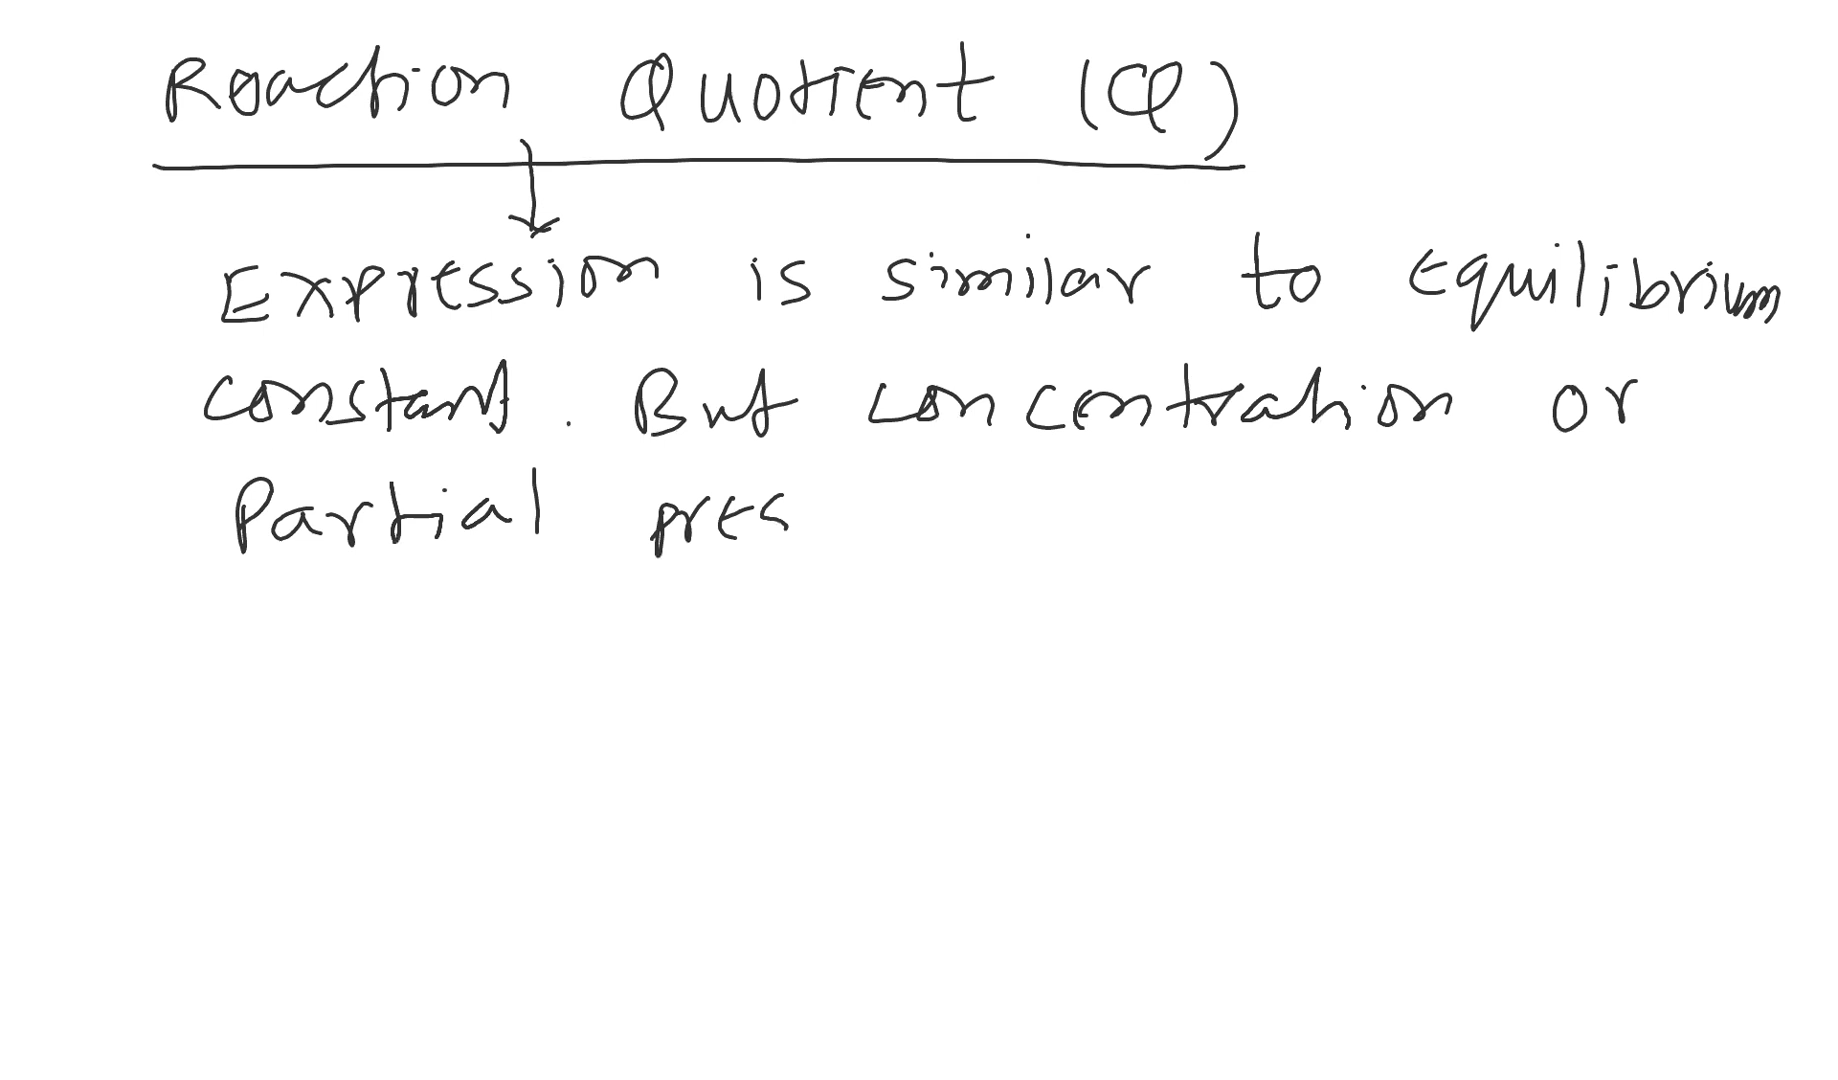 Reaction Quotient (Q)
Expression is similar to equilibrium
constant. But concentration or
Partial pres